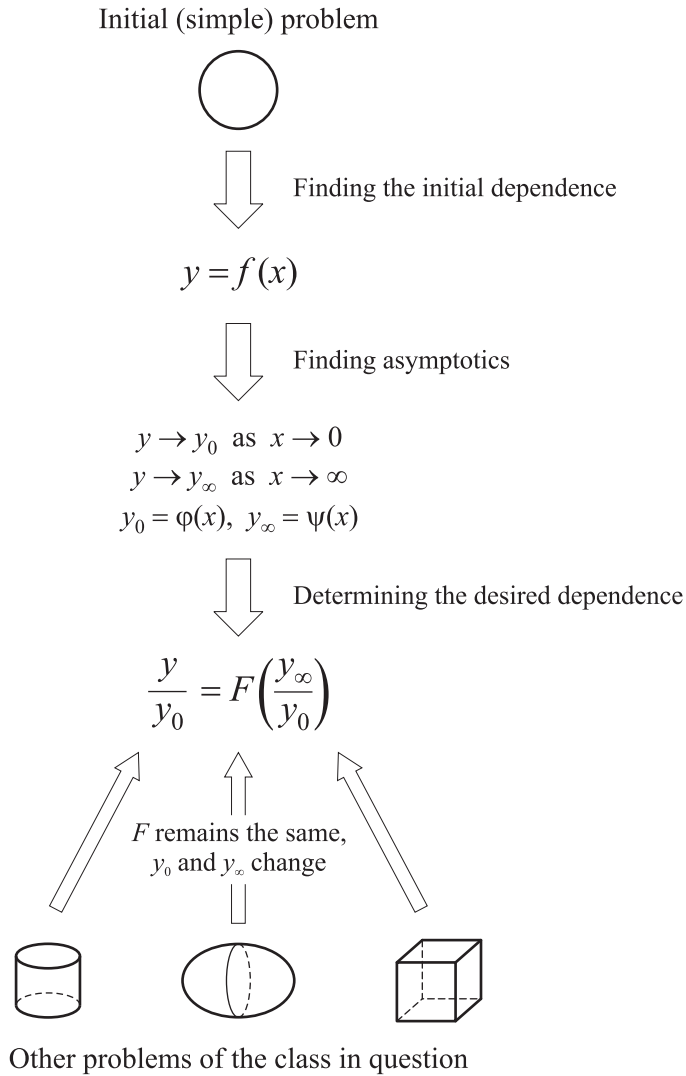 Initial (simple) problem
Finding the initial dependence
y = f (x)
Finding asymptotics
y → y₀ as x → 0
y → y∞ as x → ∞
y₀ = φ(x), y∞ = ψ(x)
Determining the desired dependence
y/y₀ = F(y∞/y₀)
F remains the same,
y₀ and y∞ change
Other problems of the class in question